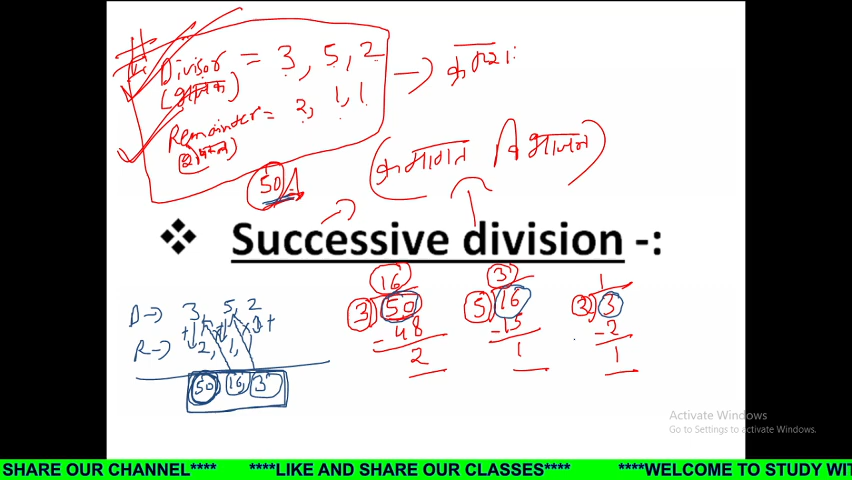 Divisor = 3, 5, 2 → क्रमशः
(भाजक)
Remainder = 2, 1, 1
(शेषफल)
50 A
(क्रमागत विभाजन)
❖ Successive division -:
16
3) 50
- 48
2
3
5) 16
- 15
1
1
2) 3
- 2
1
D → 3, 5, 2
R → 2, 1, 1
50 16 3
Activate Windows
Go to Settings to activate Windows.
SHARE OUR CHANNEL**** ****LIKE AND SHARE OUR CLASSES**** ****WELCOME TO STUDY WI